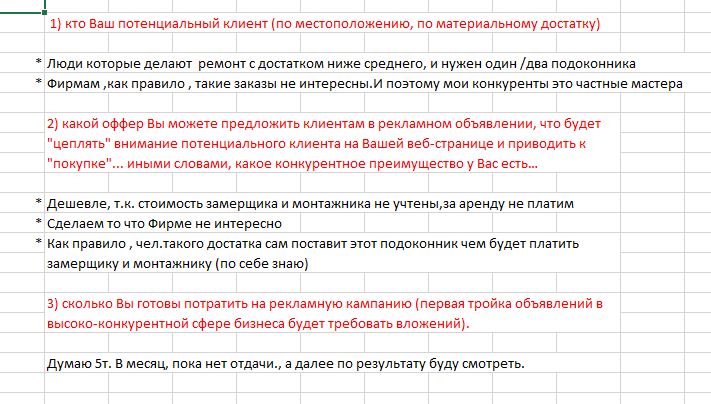 1) кто Ваш потенциальный клиент (по местоположению, по материальному достатку)
* Люди которые делают ремонт с достатком ниже среднего, и нужен один /два подоконника
* Фирмам ,как правило , такие заказы не интересны.И поэтому мои конкуренты это частные мастера
2) какой оффер Вы можете предложить клиентам в рекламном объявлении, что будет
"цеплять" внимание потенциального клиента на Вашей веб-странице и приводить к
"покупке"... иными словами, какое конкурентное преимущество у Вас есть...
* Дешевле, т.к. стоимость замерщика и монтажника не учтены,за аренду не платим
* Сделаем то что Фирме не интересно
* Как правило , чел.такого достатка сам поставит этот подоконник чем будет платить
замерщику и монтажнику (по себе знаю)
3) сколько Вы готовы потратить на рекламную кампанию (первая тройка объявлений в
высоко-конкурентной сфере бизнеса будет требовать вложений).
Думаю 5т. В месяц, пока нет отдачи., а далее по результату буду смотреть.